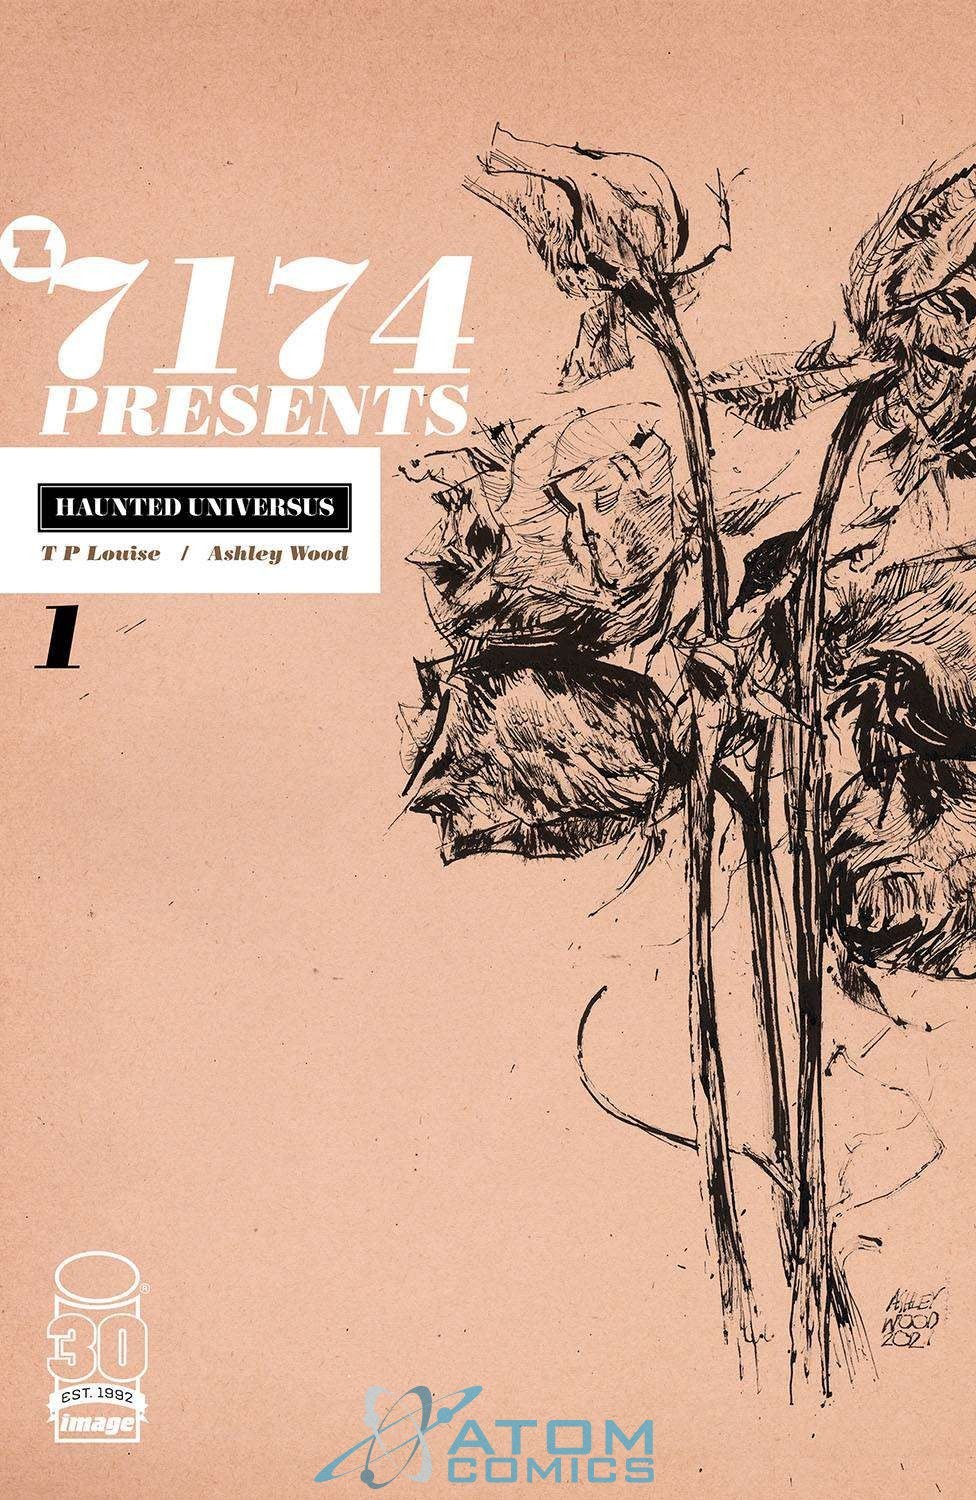 7174
PRESENTS
HAUNTED UNIVERSUS
T P Louise / Ashley Wood
1
ASHLEY
WOOD
2021
®
30
EST. 1992
image
ATOM
COMICS